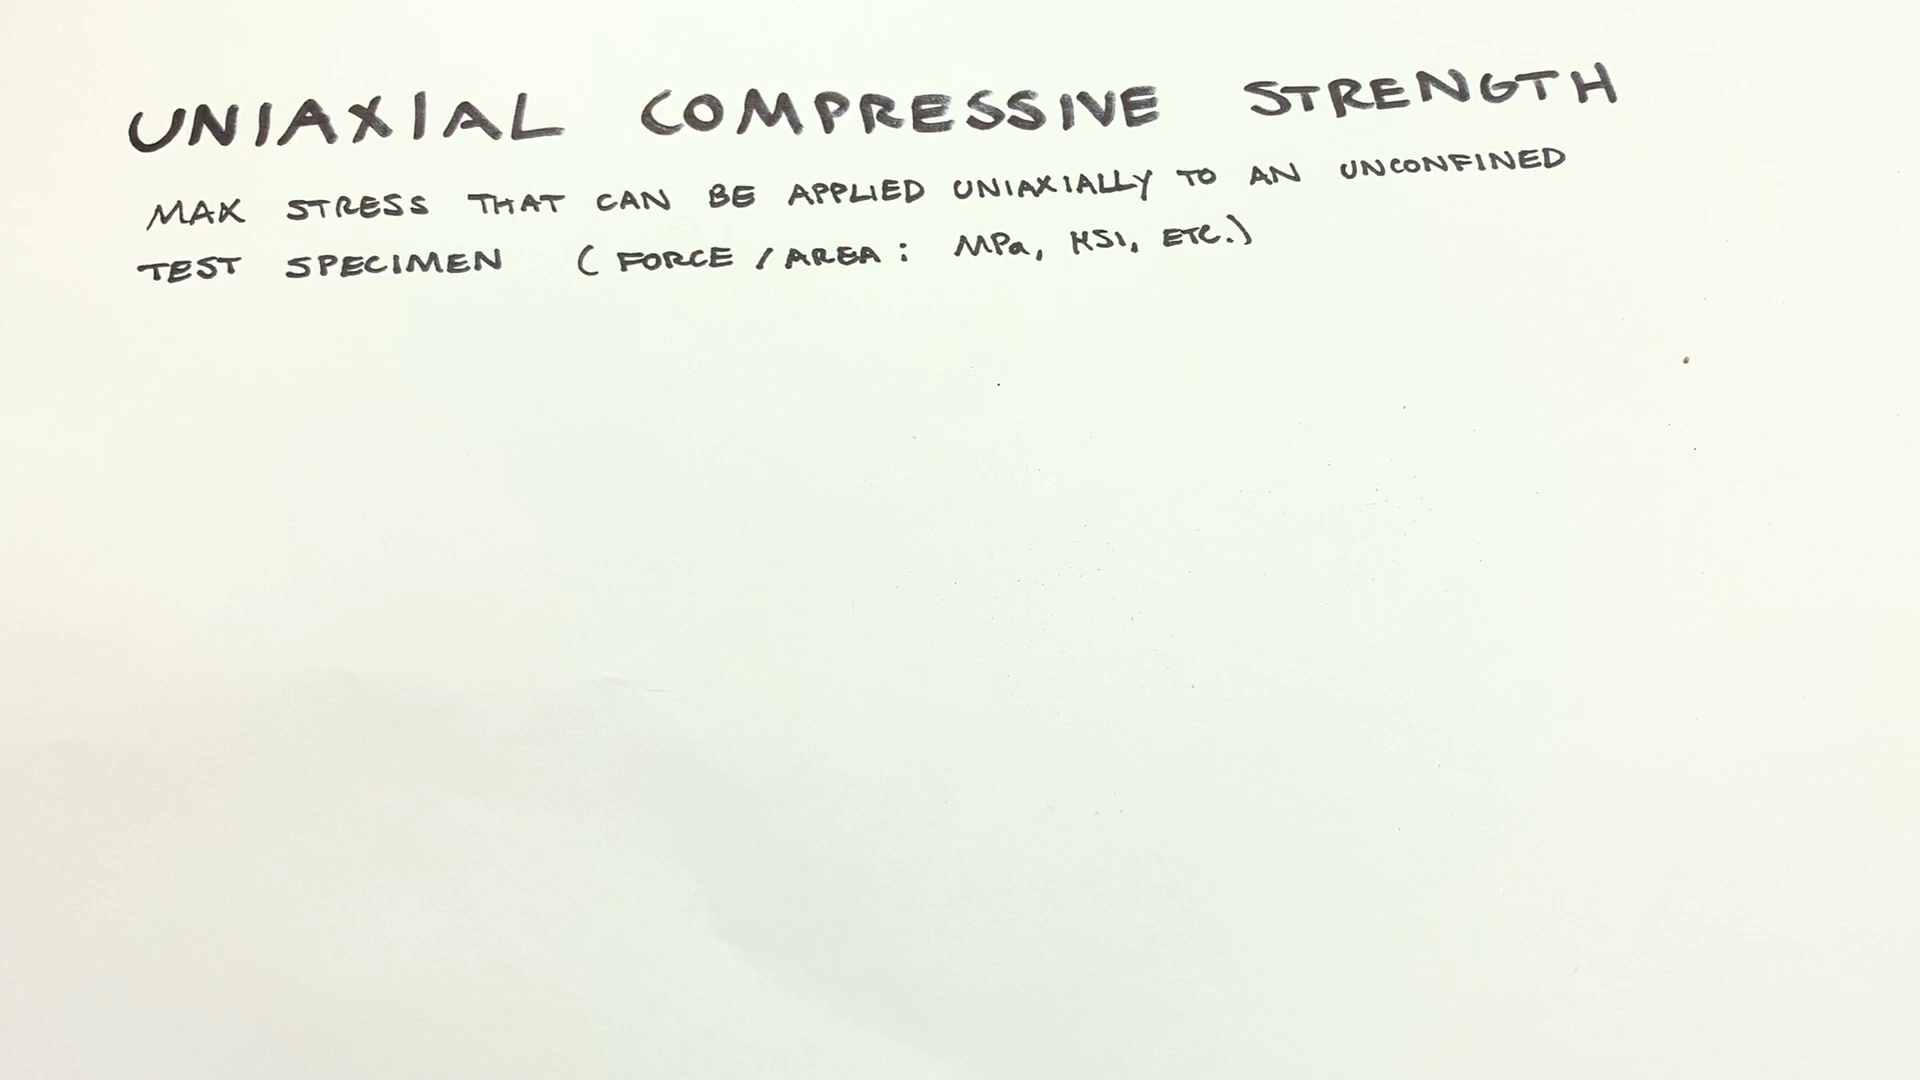 UNIAXIAL COMPRESSIVE STRENGTH
MAX STRESS THAT CAN BE APPLIED UNIAXIALLY TO AN UNCONFINED
TEST SPECIMEN (FORCE / AREA : MPa, KSI, ETC.)